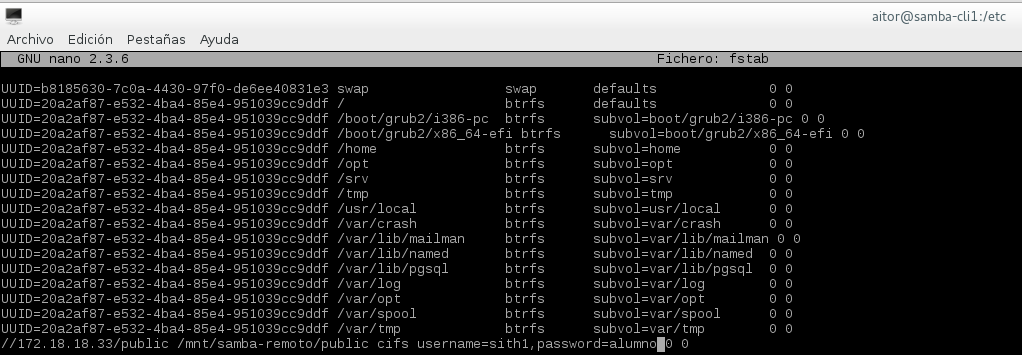 aitor@samba-cli1:/etc
Archivo Edición Pestañas Ayuda
GNU nano 2.3.6 Fichero: fstab
UUID=b8185630-7c0a-4430-97f0-de6ee40831e3 swap swap defaults 0 0
UUID=20a2af87-e532-4ba4-85e4-951039cc9ddf / btrfs defaults 0 0
UUID=20a2af87-e532-4ba4-85e4-951039cc9ddf /boot/grub2/i386-pc btrfs subvol=boot/grub2/i386-pc 0 0
UUID=20a2af87-e532-4ba4-85e4-951039cc9ddf /boot/grub2/x86_64-efi btrfs subvol=boot/grub2/x86_64-efi 0 0
UUID=20a2af87-e532-4ba4-85e4-951039cc9ddf /home btrfs subvol=home 0 0
UUID=20a2af87-e532-4ba4-85e4-951039cc9ddf /opt btrfs subvol=opt 0 0
UUID=20a2af87-e532-4ba4-85e4-951039cc9ddf /srv btrfs subvol=srv 0 0
UUID=20a2af87-e532-4ba4-85e4-951039cc9ddf /tmp btrfs subvol=tmp 0 0
UUID=20a2af87-e532-4ba4-85e4-951039cc9ddf /usr/local btrfs subvol=usr/local 0 0
UUID=20a2af87-e532-4ba4-85e4-951039cc9ddf /var/crash btrfs subvol=var/crash 0 0
UUID=20a2af87-e532-4ba4-85e4-951039cc9ddf /var/lib/mailman btrfs subvol=var/lib/mailman 0 0
UUID=20a2af87-e532-4ba4-85e4-951039cc9ddf /var/lib/named btrfs subvol=var/lib/named 0 0
UUID=20a2af87-e532-4ba4-85e4-951039cc9ddf /var/lib/pgsql btrfs subvol=var/lib/pgsql 0 0
UUID=20a2af87-e532-4ba4-85e4-951039cc9ddf /var/log btrfs subvol=var/log 0 0
UUID=20a2af87-e532-4ba4-85e4-951039cc9ddf /var/opt btrfs subvol=var/opt 0 0
UUID=20a2af87-e532-4ba4-85e4-951039cc9ddf /var/spool btrfs subvol=var/spool 0 0
UUID=20a2af87-e532-4ba4-85e4-951039cc9ddf /var/tmp btrfs subvol=var/tmp 0 0
//172.18.18.33/public /mnt/samba-remoto/public cifs username=sith1,password=alumno 0 0